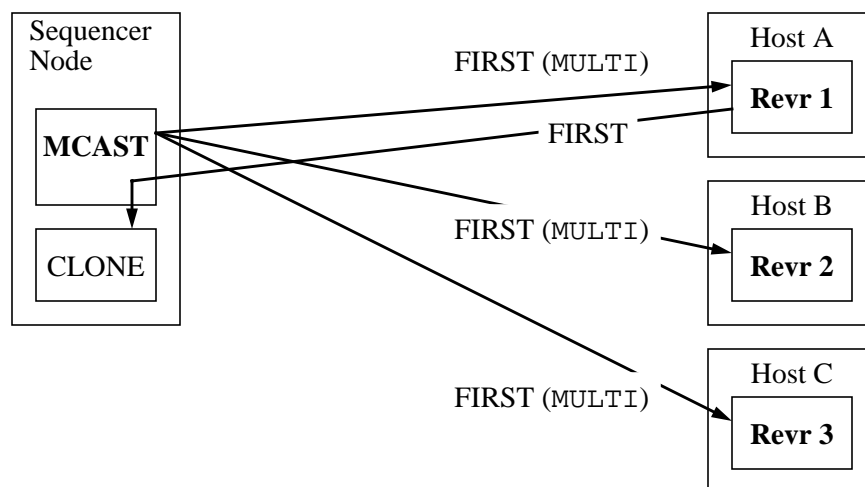 Sequencer
Node
MCAST
CLONE
FIRST (MULTI)
FIRST
FIRST (MULTI)
FIRST (MULTI)
Host A
Revr 1
Host B
Revr 2
Host C
Revr 3